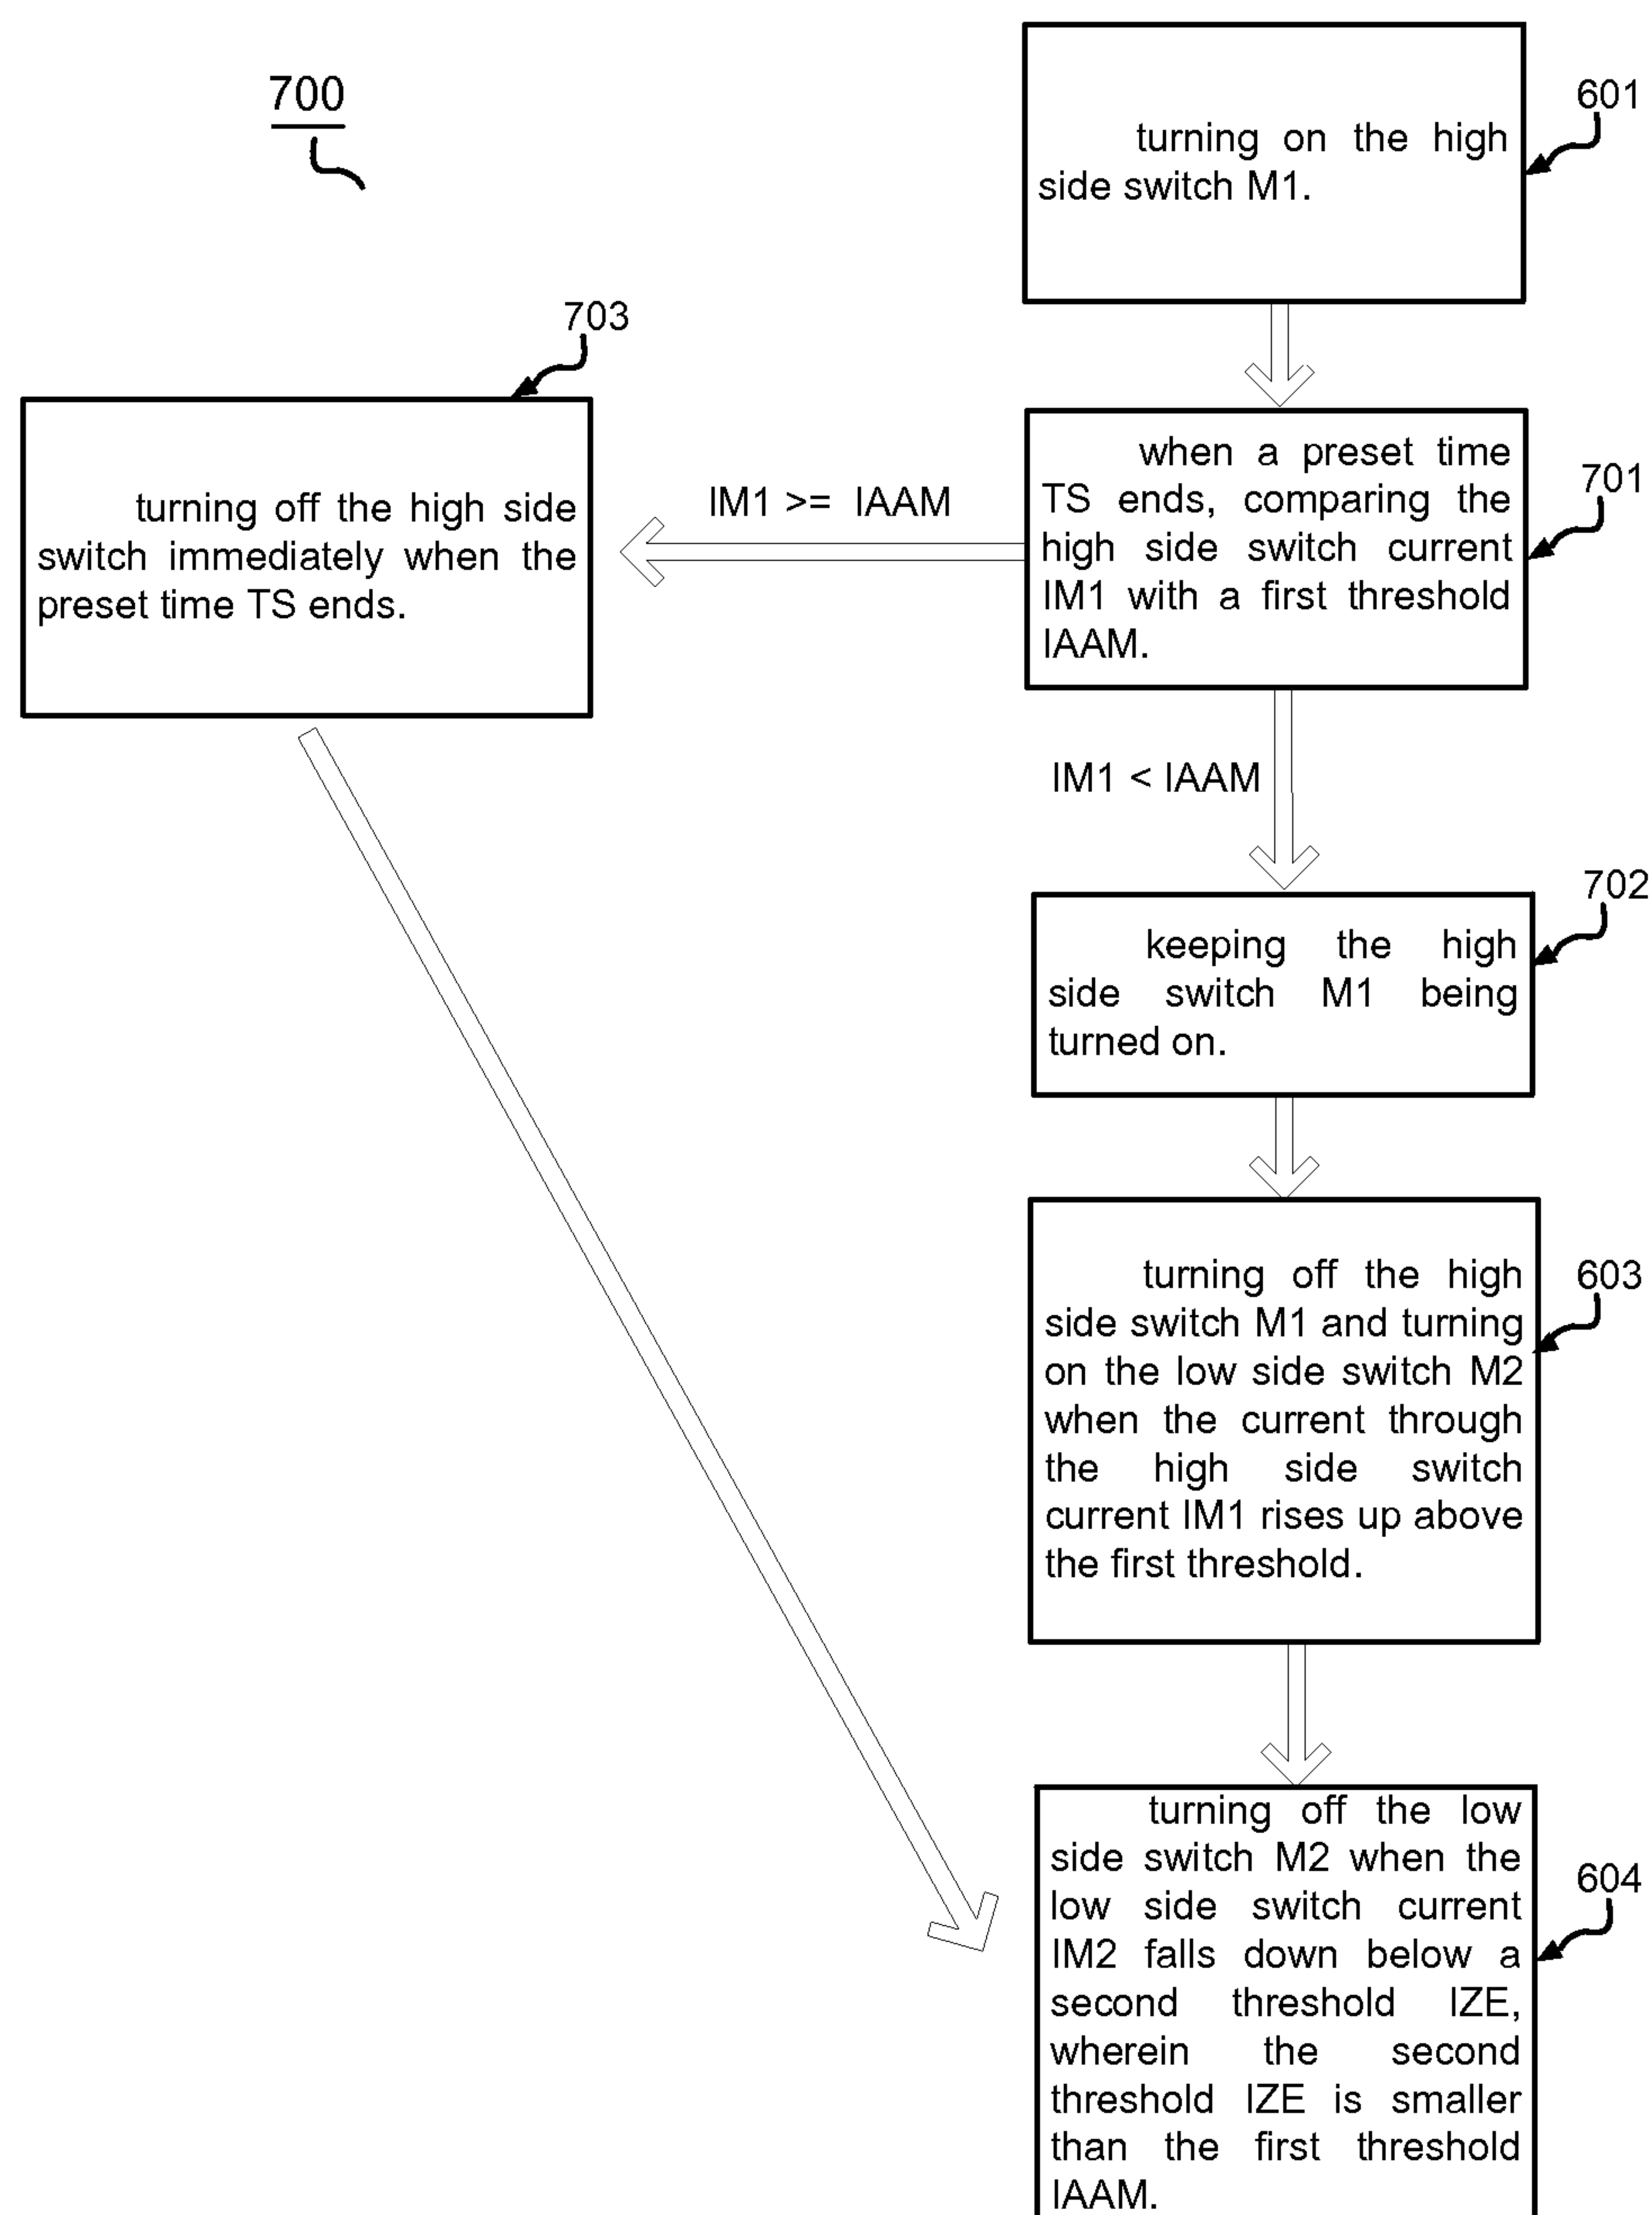 700
601
turning on the high
side switch M1.
703
turning off the high side
switch immediately when the
preset time TS ends.
IM1 >= IAAM
701
when a preset time
TS ends, comparing the
high side switch current
IM1 with a first threshold
IAAM.
IM1 < IAAM
702
keeping the high
side switch M1 being
turned on.
603
turning off the high
side switch M1 and turning
on the low side switch M2
when the current through
the high side switch
current IM1 rises up above
the first threshold.
604
turning off the low
side switch M2 when the
low side switch current
IM2 falls down below a
second threshold IZE,
wherein the second
threshold IZE is smaller
than the first threshold
IAAM.